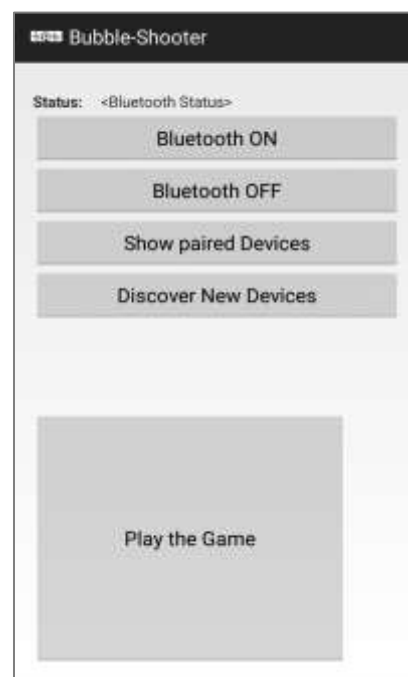 Bubble-Shooter
Status: <Bluetooth Status>
Bluetooth ON
Bluetooth OFF
Show paired Devices
Discover New Devices
Play the Game